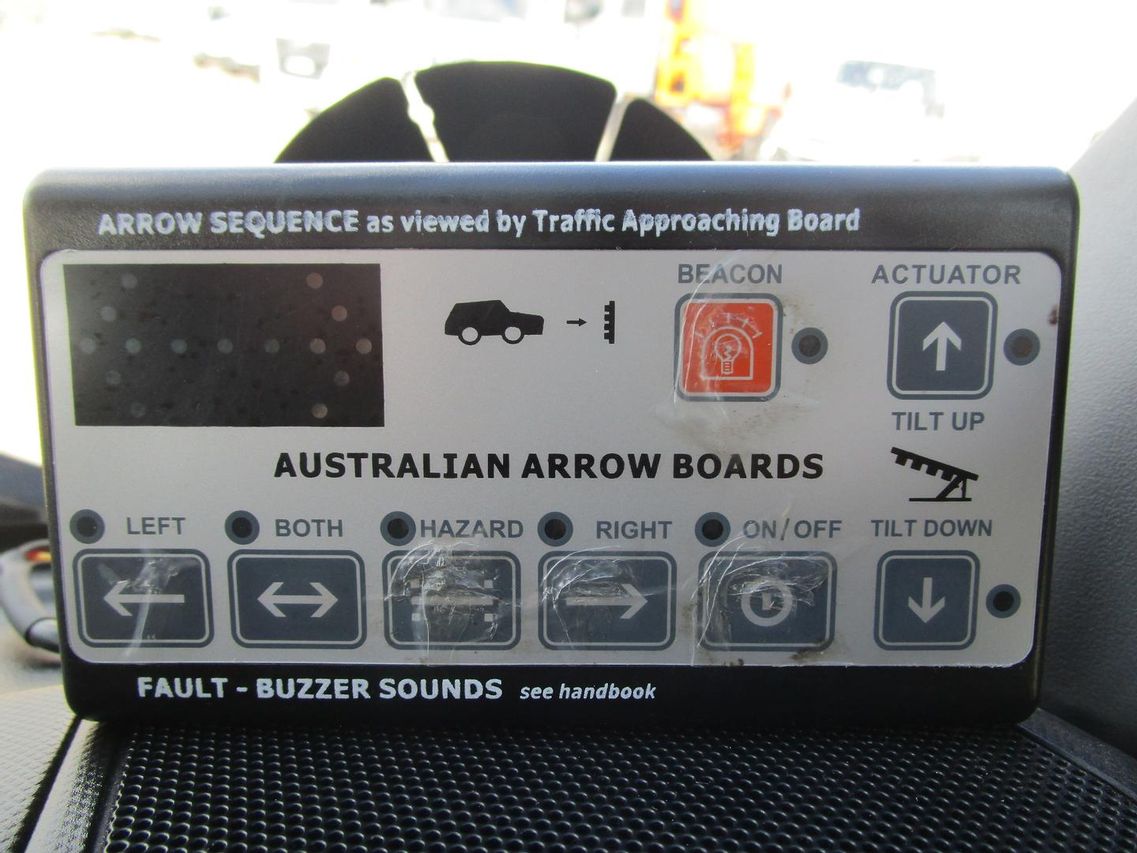 ARROW SEQUENCE as viewed by Traffic Approaching Board
BEACON
ACTUATOR
TILT UP
AUSTRALIAN ARROW BOARDS
LEFT
BOTH
HAZARD
RIGHT
ON/OFF
TILT DOWN
FAULT - BUZZER SOUNDS see handbook